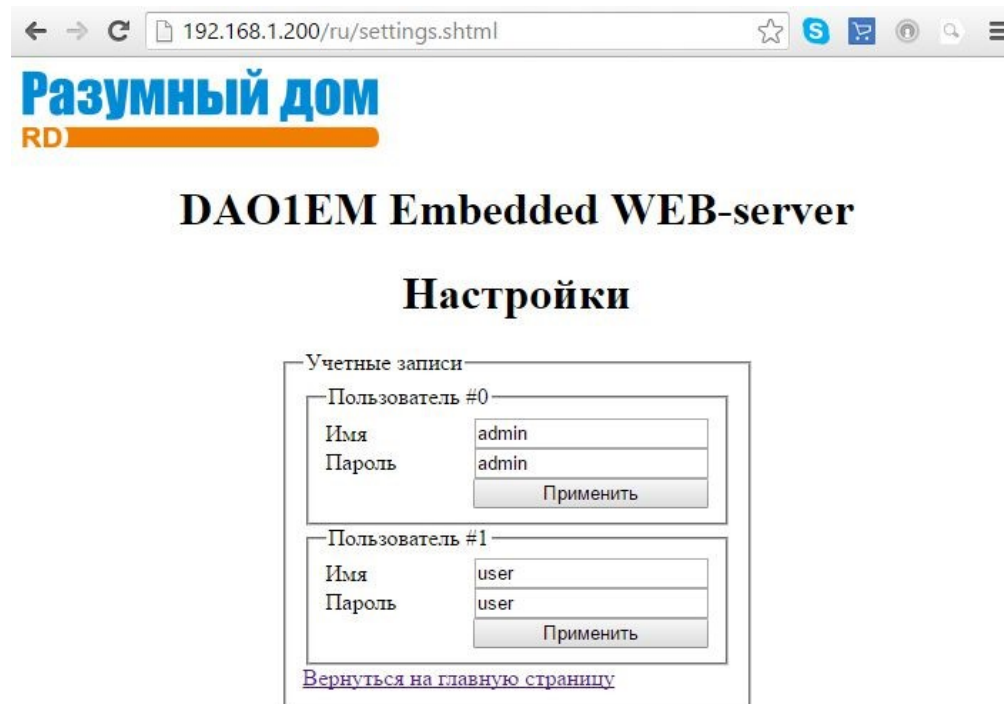 192.168.1.200/ru/settings.shtml
Разумный дом
RD
DAO1EM Embedded WEB-server
Настройки
Учетные записи
Пользователь #0
Имя admin
Пароль admin
Применить
Пользователь #1
Имя user
Пароль user
Применить
Вернуться на главную страницу